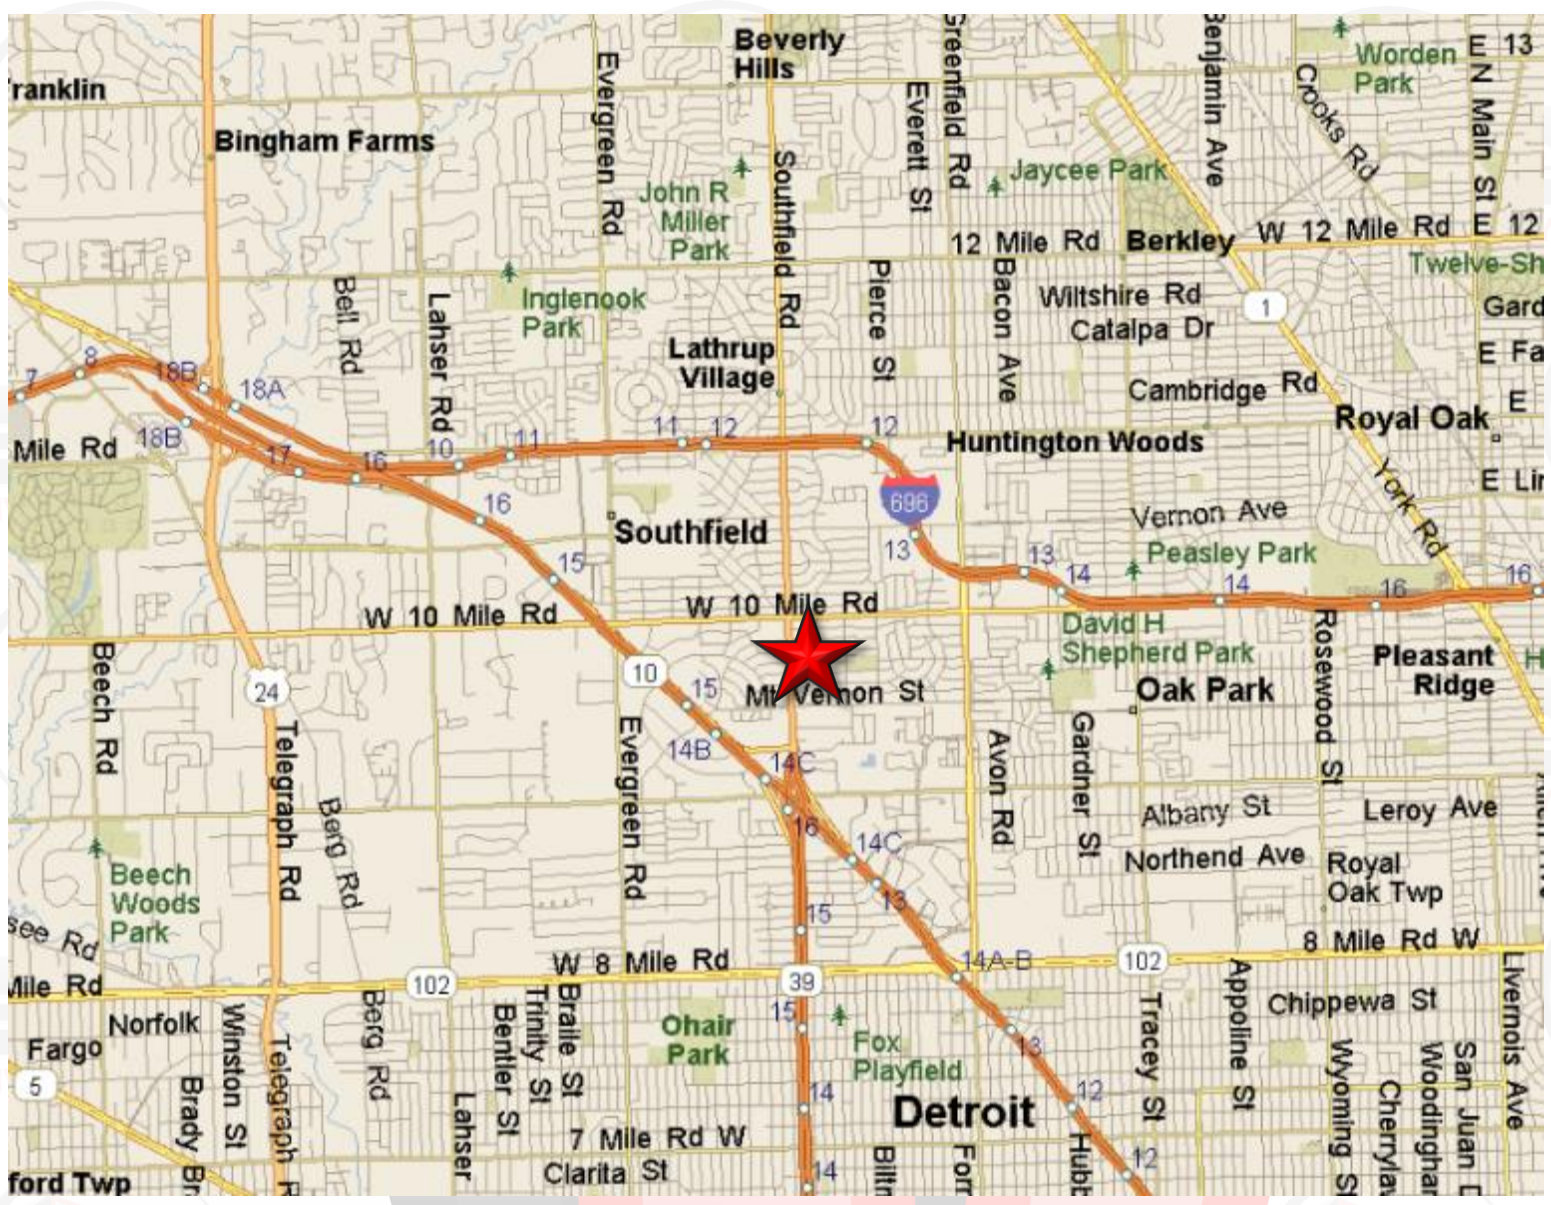 Beverly
Hills
Evergreen Rd
Greenfield Rd
Benjamin Ave
Worden
Park
E 13
N Main St
Crooks Rd
ranklin
Everett St
Bingham Farms
John R
Miller
Park
Southfield Rd
Jaycee Park
12 Mile Rd
Berkley
W 12 Mile Rd
E 12
Twelve-Sh
Bell Rd
Lahser Rd
Inglenook
Park
Pierce St
Bacon Ave
Wiltshire Rd
Catalpa Dr
1
Gard
E Fa
Lathrup
Village
Cambridge Rd
E
Royal Oak
7
8
18B
18A
18B
17
16
10
11
11
12
12
Mile Rd
Huntington Woods
York Rd
E Lin
696
16
Southfield
Vernon Ave
Peasley Park
13
13
14
14
16
16
15
W 10 Mile Rd
W 10 Mile Rd
David H
Shepherd Park
Rosewood St
Pleasant
Ridge
H
Beech Rd
24
10
15
Mt Vernon St
Oak Park
14B
14C
Telegraph Rd
Evergreen Rd
Avon Rd
Gardner St
Berg Rd
16
14C
13
Albany St
Leroy Ave
Northend Ave
Royal
Oak Twp
Beech
Woods
Park
see Rd
15
8 Mile Rd W
Mile Rd
102
W 8 Mile Rd
39
14A-B
102
Livernois Ave
Norfolk
Fargo
5
Winston St
Berg Rd
Telegraph R
Brady
Br
Lahser
Bentler St
Trinity St
Braile St
Ohair
Park
15
Fox
Playfield
13
Tracey St
Appoline St
Chippewa St
Wyoming S
Cherrylaw
Woodingham
San Juan D
14
Detroit
12
7 Mile Rd W
Clarita St
14
Hubb
12
ford Twp